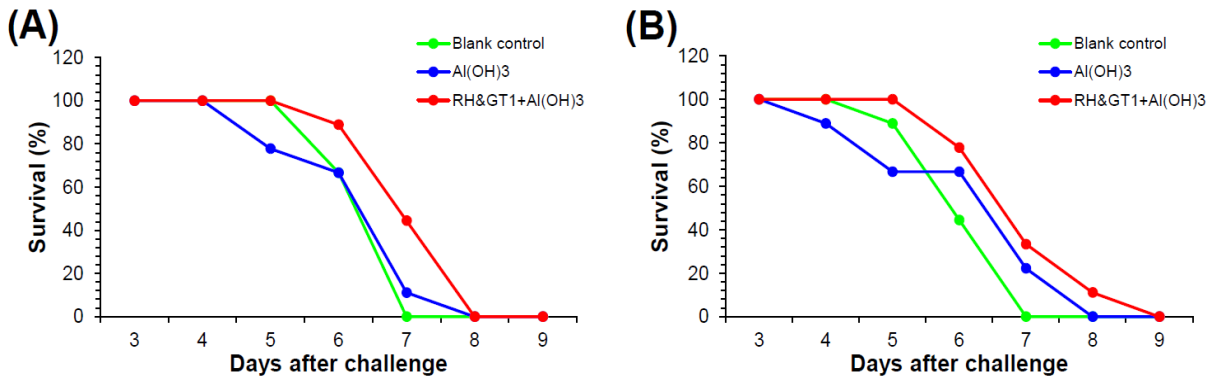 (A)
Blank control
Al(OH)3
RH&GT1+Al(OH)3
120
100
80
60
40
20
0
Survival (%)
3 4 5 6 7 8 9
Days after challenge
(B)
Blank control
Al(OH)3
RH&GT1+Al(OH)3
120
100
80
60
40
20
0
Survival (%)
3 4 5 6 7 8 9
Days after challenge